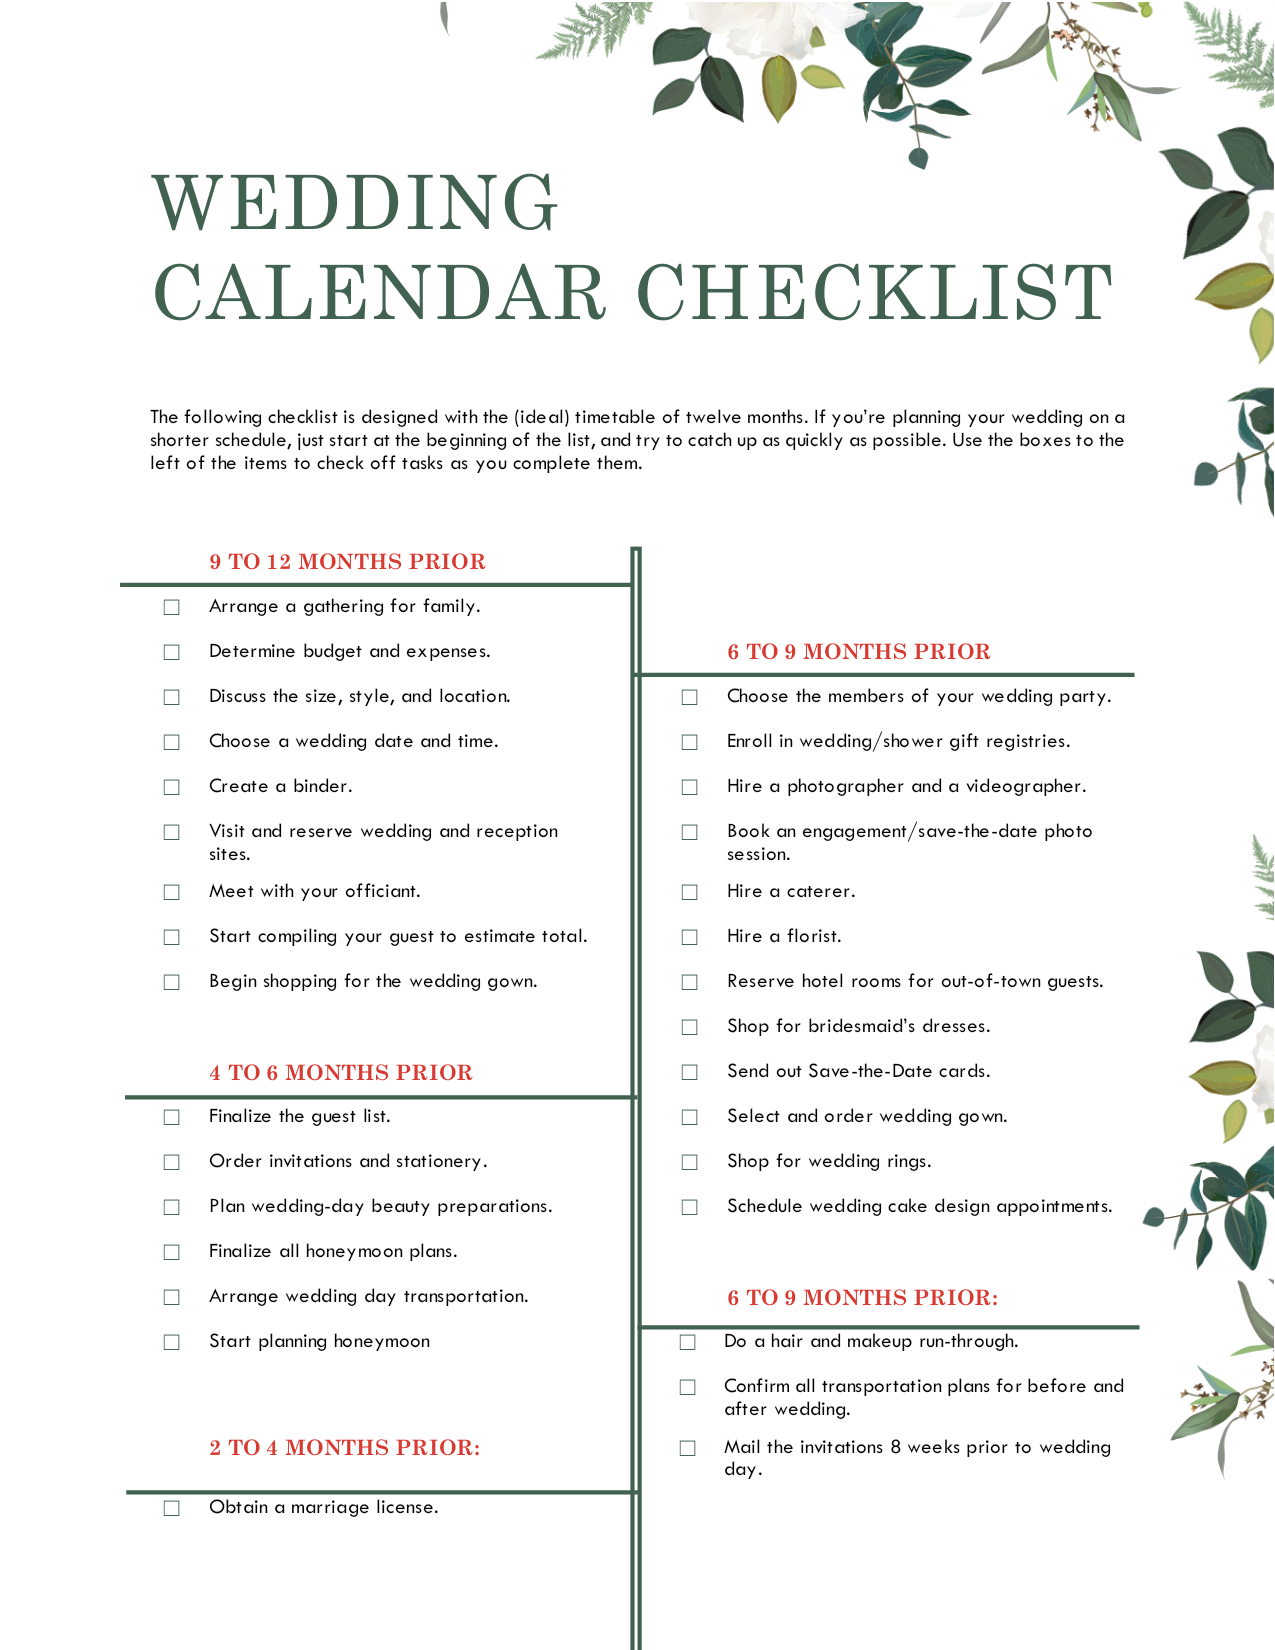 WEDDING
CALENDAR CHECKLIST
The following checklist is designed with the (ideal) timetable of twelve months. If you’re planning your wedding on a
shorter schedule, just start at the beginning of the list, and try to catch up as quickly as possible. Use the boxes to the
left of the items to check off tasks as you complete them.
9 TO 12 MONTHS PRIOR
Arrange a gathering for family.
Determine budget and expenses.
Discuss the size, style, and location.
Choose a wedding date and time.
Create a binder.
Visit and reserve wedding and reception
sites.
Meet with your officiant.
Start compiling your guest to estimate total.
Begin shopping for the wedding gown.
4 TO 6 MONTHS PRIOR
Finalize the guest list.
Order invitations and stationery.
Plan wedding-day beauty preparations.
Finalize all honeymoon plans.
Arrange wedding day transportation.
Start planning honeymoon
2 TO 4 MONTHS PRIOR:
Obtain a marriage license.
6 TO 9 MONTHS PRIOR
Choose the members of your wedding party.
Enroll in wedding/shower gift registries.
Hire a photographer and a videographer.
Book an engagement/save-the-date photo
session.
Hire a caterer.
Hire a florist.
Reserve hotel rooms for out-of-town guests.
Shop for bridesmaid’s dresses.
Send out Save-the-Date cards.
Select and order wedding gown.
Shop for wedding rings.
Schedule wedding cake design appointments.
6 TO 9 MONTHS PRIOR:
Do a hair and makeup run-through.
Confirm all transportation plans for before and
after wedding.
Mail the invitations 8 weeks prior to wedding
day.